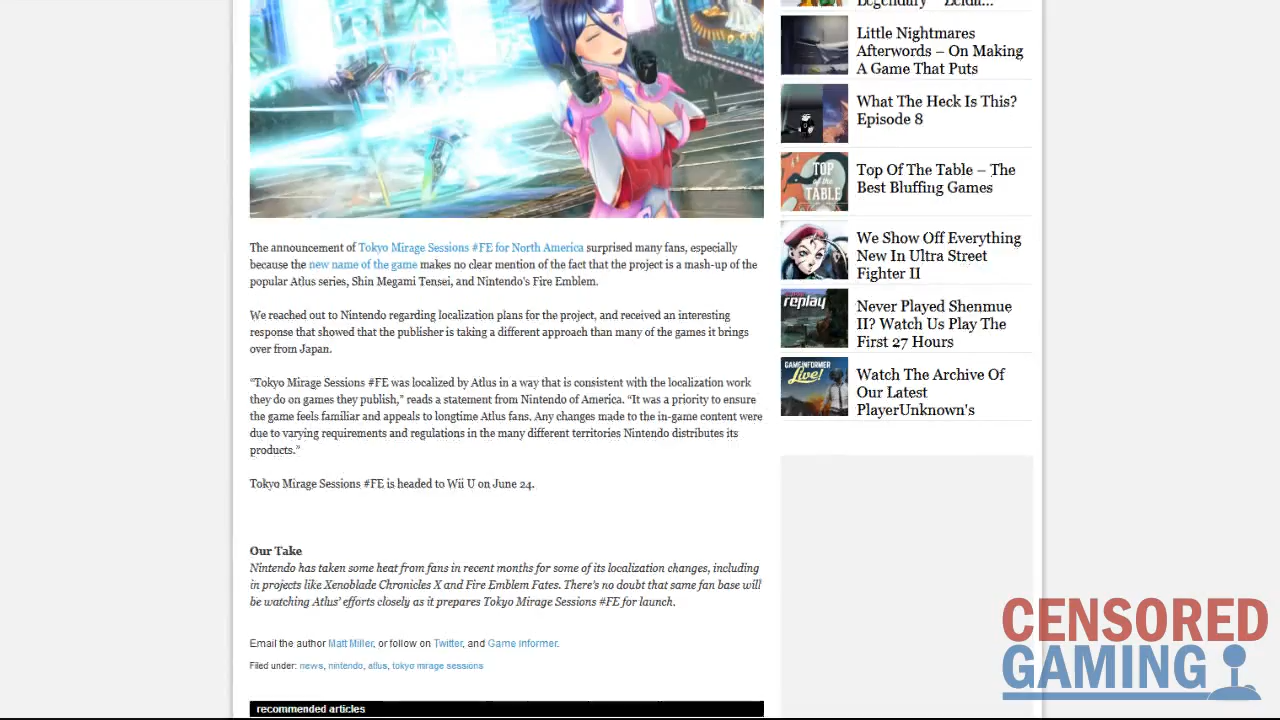 The announcement of Tokyo Mirage Sessions #FE for North America surprised many fans, especially
because the new name of the game makes no clear mention of the fact that the project is a mash-up of the
popular Atlus series, Shin Megami Tensei, and Nintendo's Fire Emblem.
We reached out to Nintendo regarding localization plans for the project, and received an interesting
response that showed that the publisher is taking a different approach than many of the games it brings
over from Japan.
“Tokyo Mirage Sessions #FE was localized by Atlus in a way that is consistent with the localization work
they do on games they publish,” reads a statement from Nintendo of America. “It was a priority to ensure
the game feels familiar and appeals to longtime Atlus fans. Any changes made to the in-game content were
due to varying requirements and regulations in the many different territories Nintendo distributes its
products.”
Tokyo Mirage Sessions #FE is headed to Wii U on June 24.
Our Take
Nintendo has taken some heat from fans in recent months for some of its localization changes, including
in projects like Xenoblade Chronicles X and Fire Emblem Fates. There's no doubt that same fan base will
be watching Atlus' efforts closely as it prepares Tokyo Mirage Sessions #FE for launch.
Email the author Matt Miller, or follow on Twitter, and Game Informer.
Filed under: news, nintendo, atlus, tokyo mirage sessions
recommended articles
Legendary – Zelda...
Little Nightmares
Afterwords – On Making
A Game That Puts
What The Heck Is This?
Episode 8
TOP
of the
TABLE
Top Of The Table – The
Best Bluffing Games
We Show Off Everything
New In Ultra Street
Fighter II
replay
Never Played Shenmue
II? Watch Us Play The
First 27 Hours
GAME INFORMER
Live!
Watch The Archive Of
Our Latest
PlayerUnknown's
CENSORED
GAMING